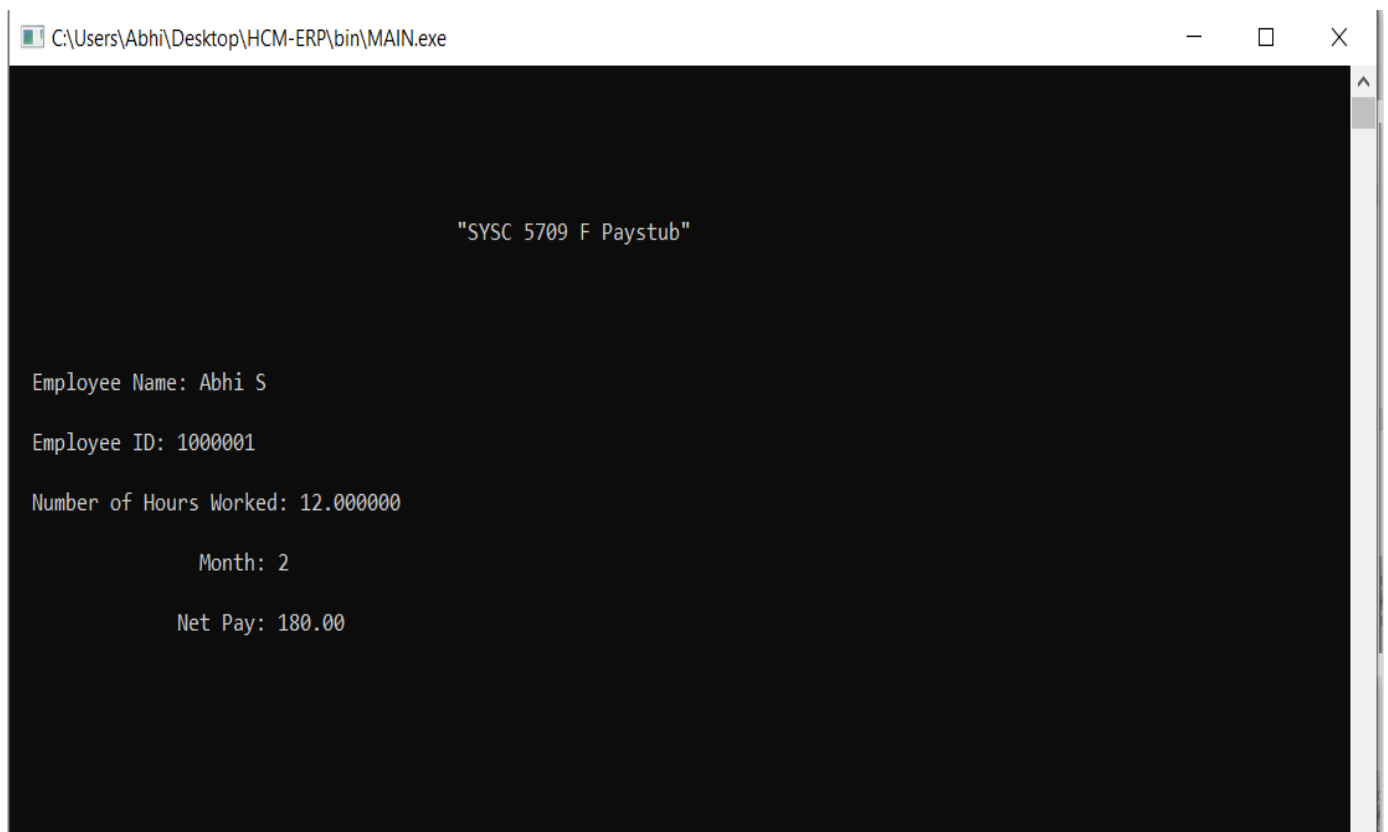 C:\Users\Abhi\Desktop\HCM-ERP\bin\MAIN.exe
"SYSC 5709 F Paystub"
Employee Name: Abhi S
Employee ID: 1000001
Number of Hours Worked: 12.000000
Month: 2
Net Pay: 180.00